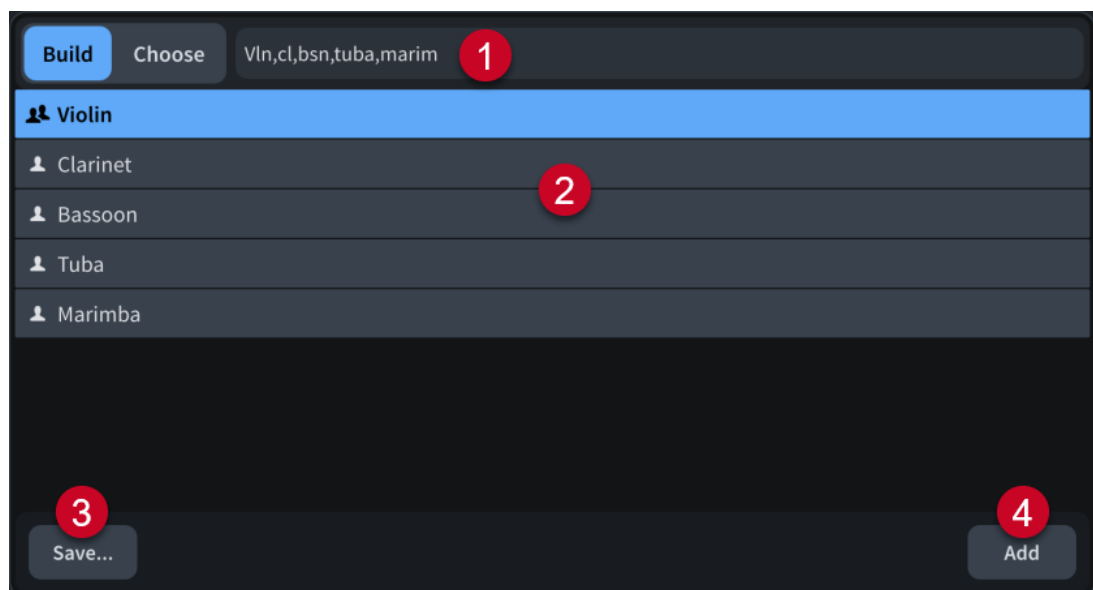 Build Choose Vln,cl,bsn,tuba,marim 1
Violin
Clarinet
2
Bassoon
Tuba
Marimba
3 4
Save... Add